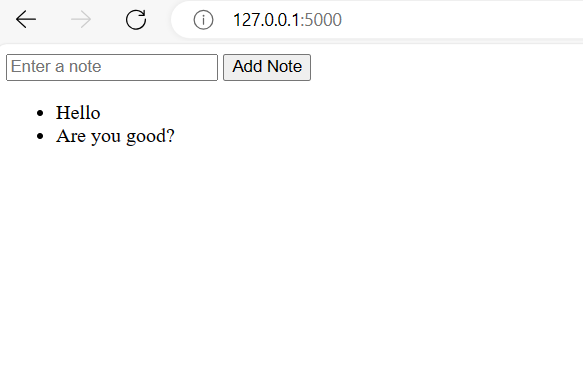 127.0.0.1:5000
Enter a note Add Note
Hello
Are you good?